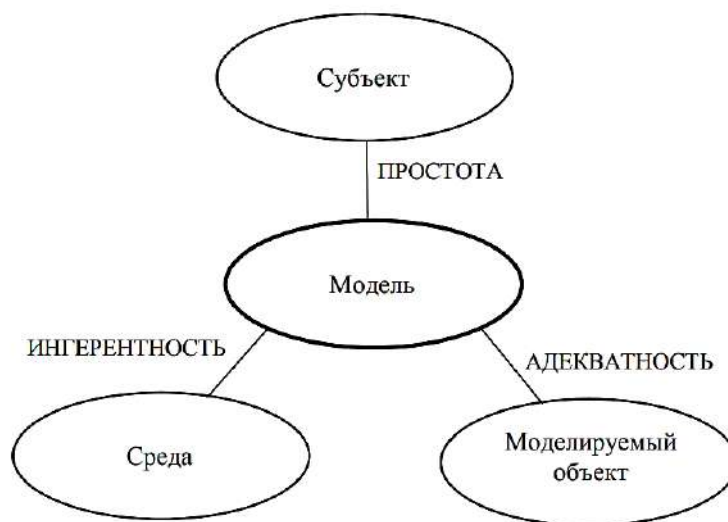 Субъект
ПРОСТОТА
Модель
ИНГЕРЕНТНОСТЬ
АДЕКВАТНОСТЬ
Среда
Моделируемый
объект